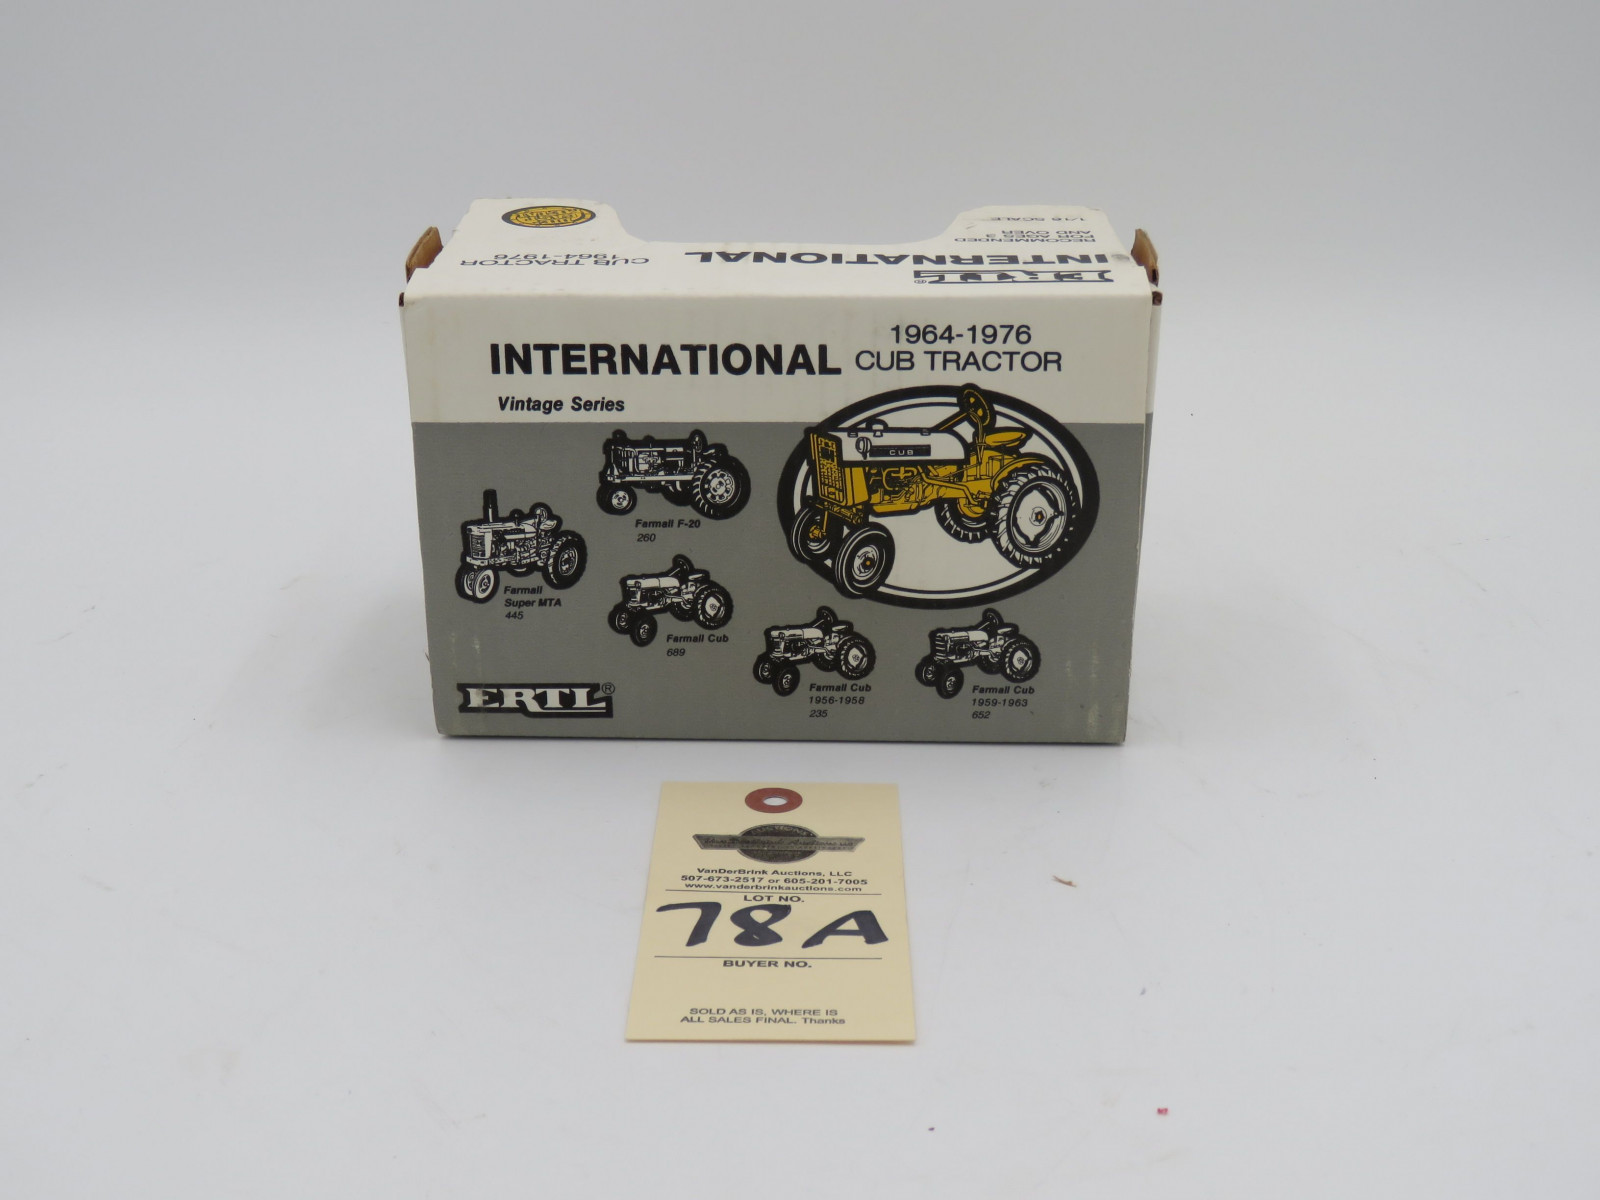 1/16 SCALE
RECOMMENDED
FOR AGES 3
AND OVER
ERTL®
INTERNATIONAL
CUB TRACTOR
1964-1976
INTERNATIONAL
1964-1976
CUB TRACTOR
Vintage Series
CUB
Farmall F-20
260
Farmall
Super MTA
445
Farmall Cub
689
Farmall Cub
1956-1958
235
Farmall Cub
1959-1963
652
ERTL®
VanDerBrink Auctions, LLC
507-673-2517 or 605-201-7005
www.vanderbrinkauctions.com
LOT NO.
78A
BUYER NO.
SOLD AS IS, WHERE IS
ALL SALES FINAL. Thanks